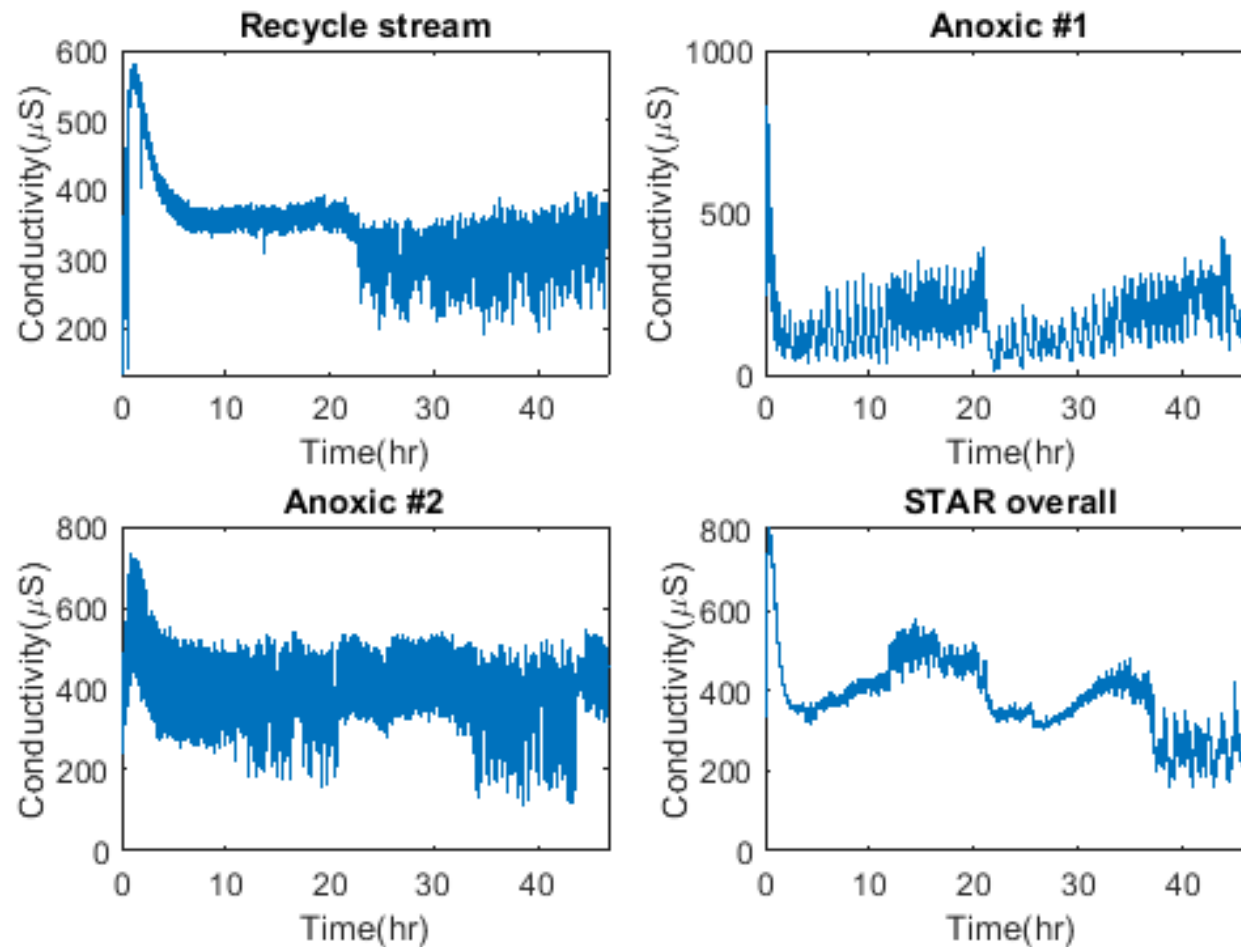 Recycle stream
600
500
400
300
200
0 10 20 30 40
Conductivity(μS)
Time(hr)
Anoxic #1
1000
500
0
0 10 20 30 40
Conductivity(μS)
Time(hr)
Anoxic #2
800
600
400
200
0
0 10 20 30 40
Conductivity(μS)
Time(hr)
STAR overall
800
600
400
200
0
0 10 20 30 40
Conductivity(μS)
Time(hr)